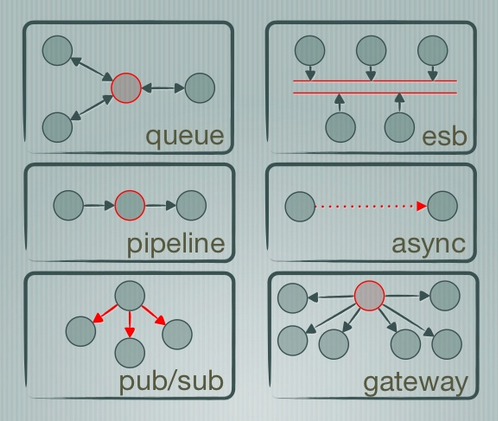 queue
esb
pipeline
async
pub/sub
gateway